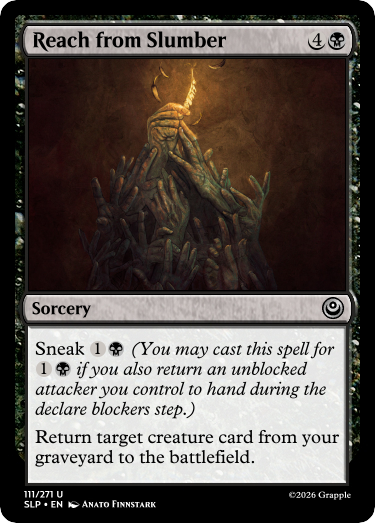 Reach from Slumber
4
Sorcery
Sneak 1 (You may cast this spell for
1 if you also return an unblocked
attacker you control to hand during the
declare blockers step.)
Return target creature card from your
graveyard to the battlefield.
111/271 U
SLP • EN Anato Finnstark
©2026 Grapple